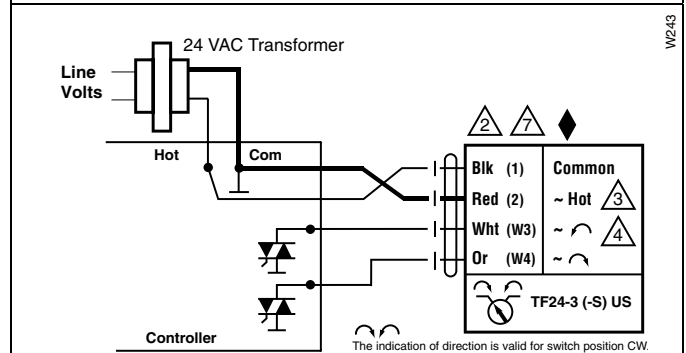 W243
24 VAC Transformer
Line
Volts
2 7
Hot Com
Blk (1) Common
Red (2) ~ Hot 3
Wht (W3) ~ 4
Or (W4) ~
TF24-3 (-S) US
Controller
The indication of direction is valid for switch position CW.